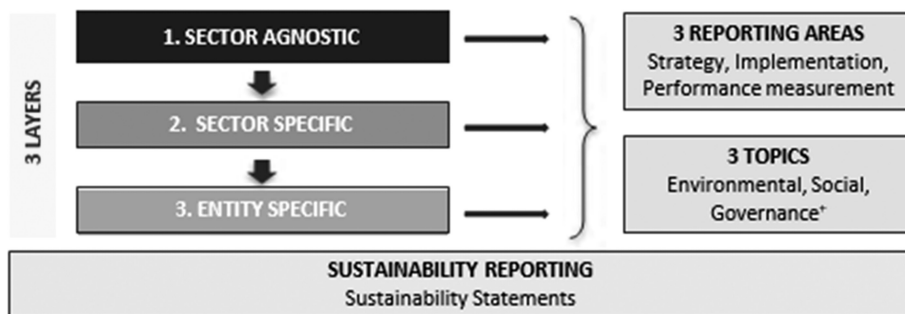 3 LAYERS
1. SECTOR AGNOSTIC
2. SECTOR SPECIFIC
3. ENTITY SPECIFIC
3 REPORTING AREAS
Strategy, Implementation,
Performance measurement
3 TOPICS
Environmental, Social,
Governance⁺
SUSTAINABILITY REPORTING
Sustainability Statements